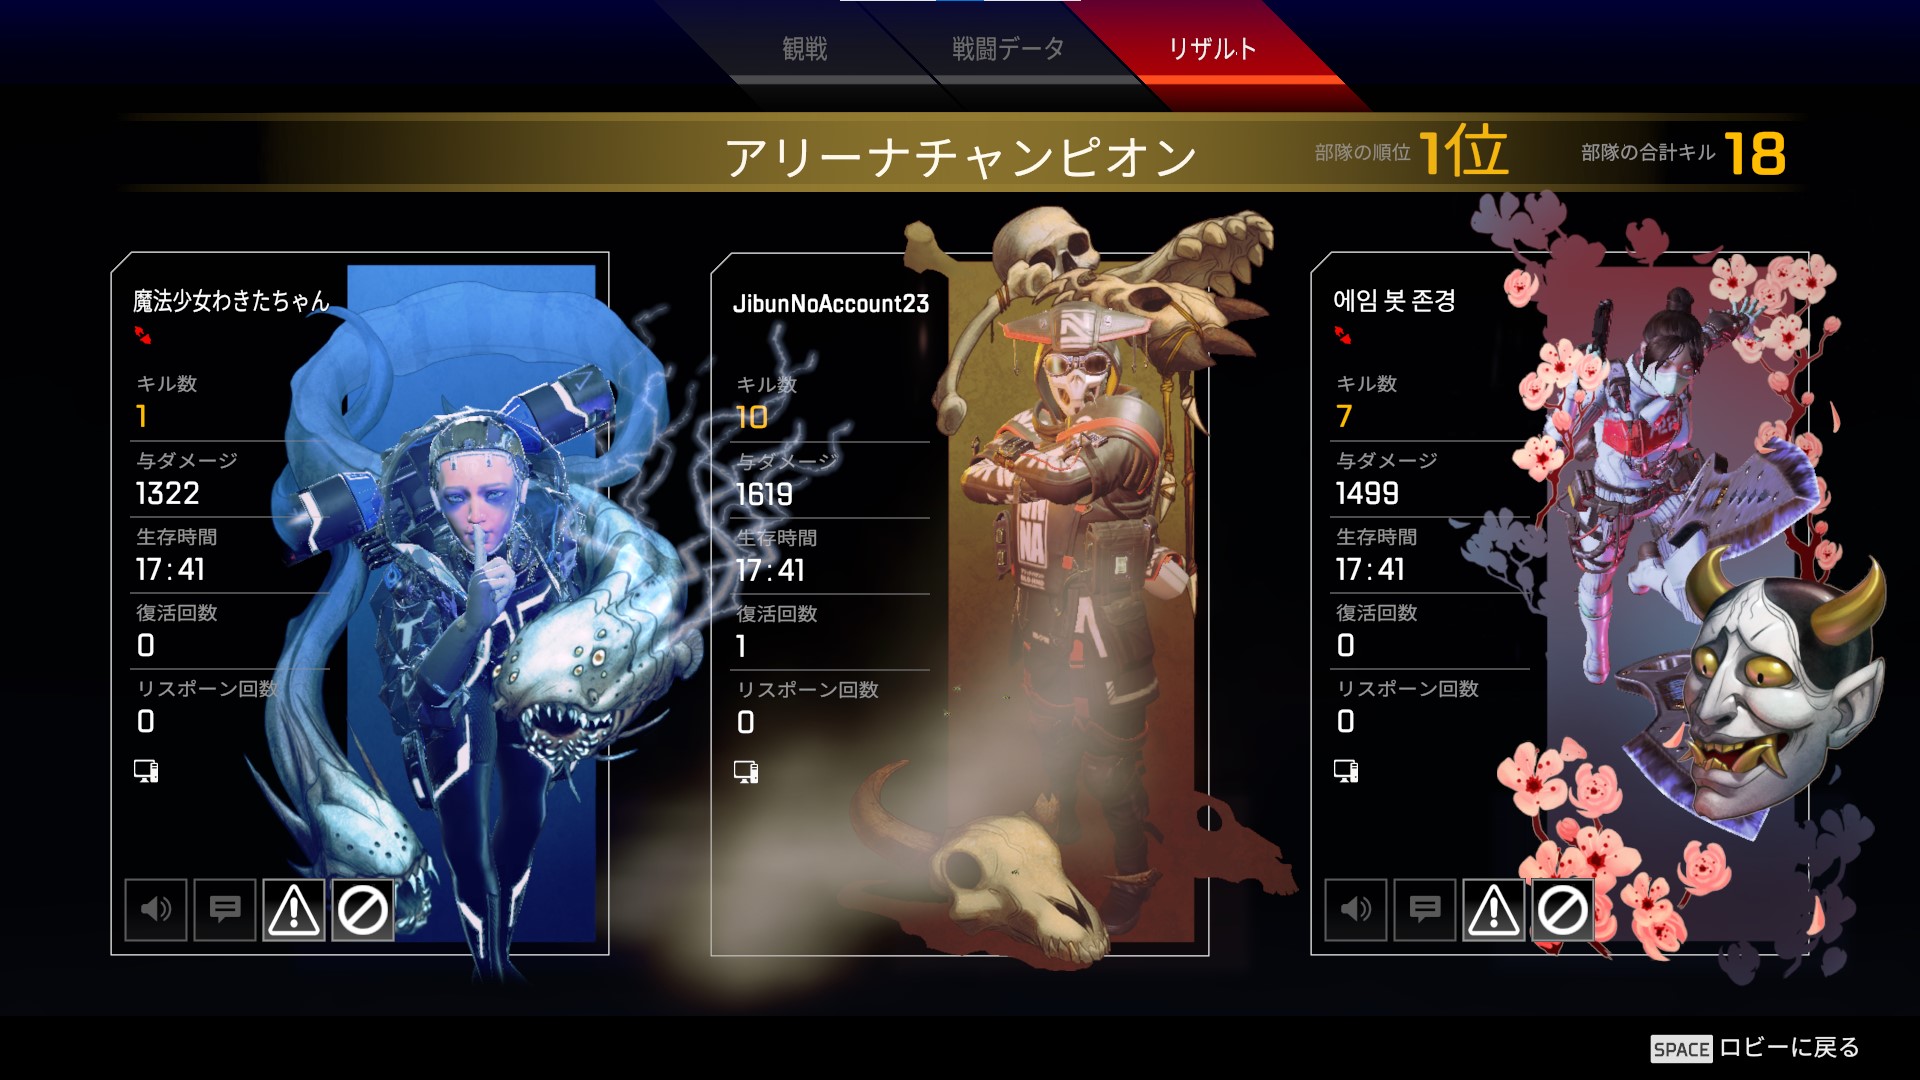 観戦
戦闘データ
リザルト
アリーナチャンピオン
部隊の順位 1位
部隊の合計キル 18
魔法少女わきたちゃん
キル数
1
与ダメージ
1322
生存時間
17:41
復活回数
0
リスポーン回数
0
JibunNoAccount23
キル数
10
与ダメージ
1619
生存時間
17:41
復活回数
1
リスポーン回数
0
에임 봇 존경
キル数
7
与ダメージ
1499
生存時間
17:41
復活回数
0
リスポーン回数
0
SPACE ロビーに戻る